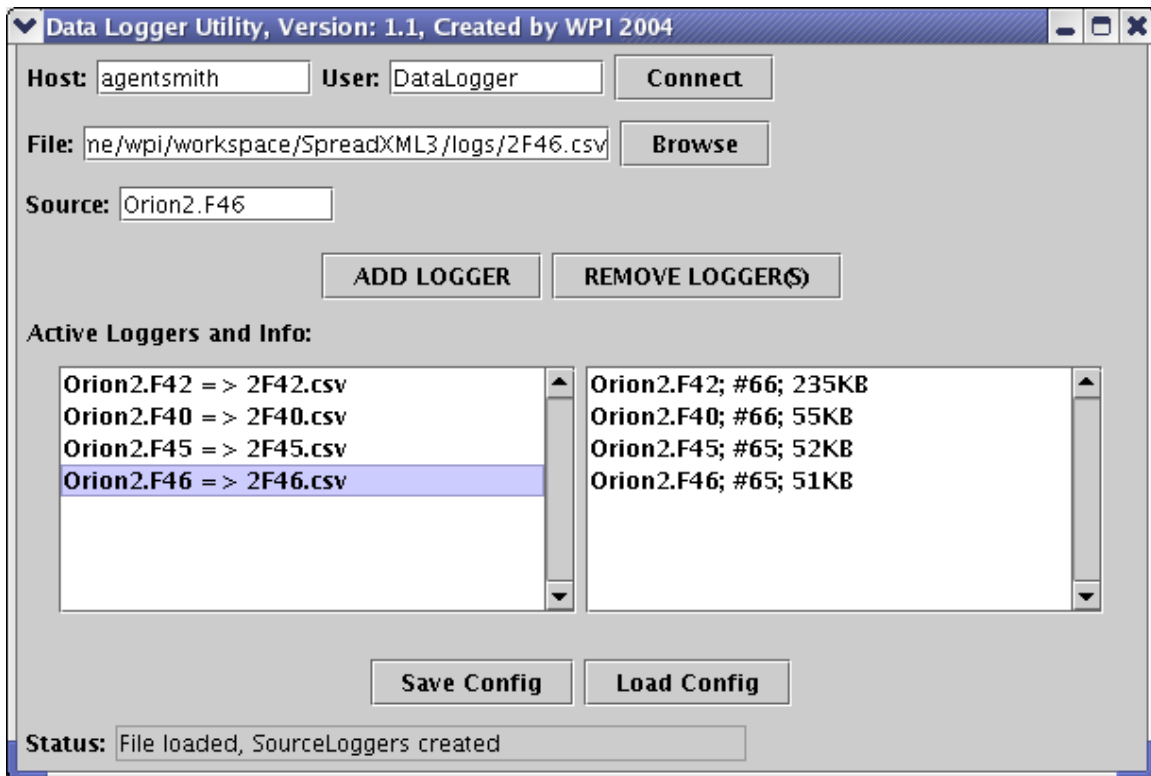 Data Logger Utility, Version: 1.1, Created by WPI 2004
Host: agentsmith User: DataLogger Connect
File: ne/wpi/workspace/SpreadXML3/logs/2F46.csv Browse
Source: Orion2.F46
ADD LOGGER REMOVE LOGGER(S)
Active Loggers and Info:
Orion2.F42 => 2F42.csv
Orion2.F40 => 2F40.csv
Orion2.F45 => 2F45.csv
Orion2.F46 => 2F46.csv
Orion2.F42; #66; 235KB
Orion2.F40; #66; 55KB
Orion2.F45; #65; 52KB
Orion2.F46; #65; 51KB
Save Config Load Config
Status: File loaded, SourceLoggers created